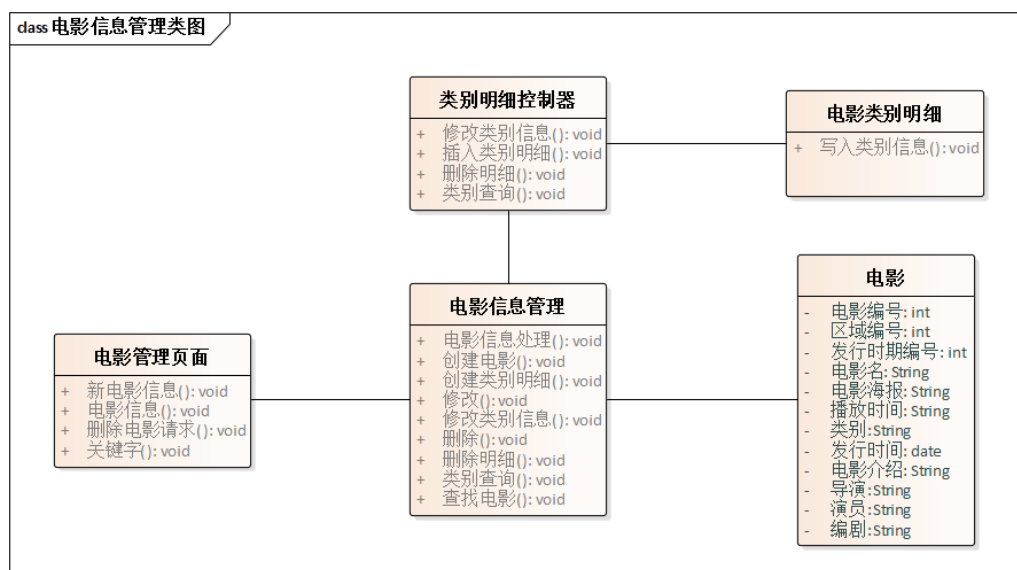 class 电影信息管理类图
类别明细控制器
+ 修改类别信息(): void
+ 插入类别明细(): void
+ 删除明细(): void
+ 类别查询(): void
电影类别明细
+ 写入类别信息():void
电影信息管理
+ 电影信息处理(): void
+ 创建电影(): void
+ 创建类别明细(): void
+ 修改(): void
+ 修改类别信息(): void
+ 删除(): void
+ 删除明细(): void
+ 类别查询(): void
+ 查找电影(): void
电影管理页面
+ 新电影信息(): void
+ 电影信息(): void
+ 删除电影请求(): void
+ 关键字(): void
电影
- 电影编号: int
- 区域编号: int
- 发行时期编号: int
- 电影名: String
- 电影海报: String
- 播放时间: String
- 类别:String
- 发行时间: date
- 电影介绍: String
- 导演:String
- 演员:String
- 编剧:String